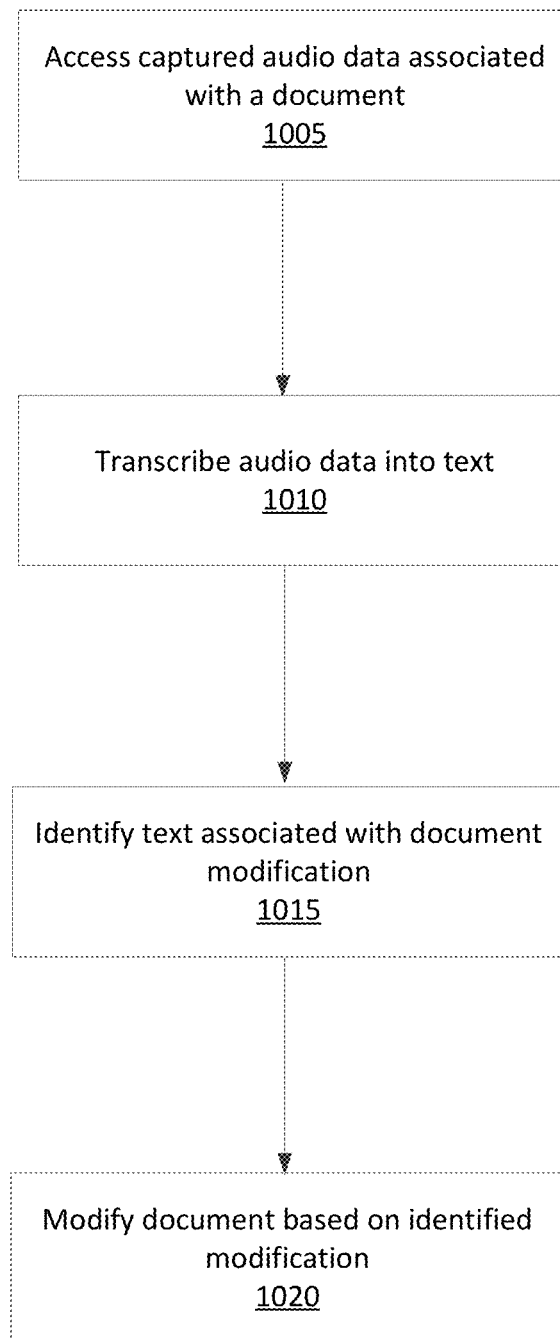 Access captured audio data associated
with a document
1005
Transcribe audio data into text
1010
Identify text associated with document
modification
1015
Modify document based on identified
modification
1020